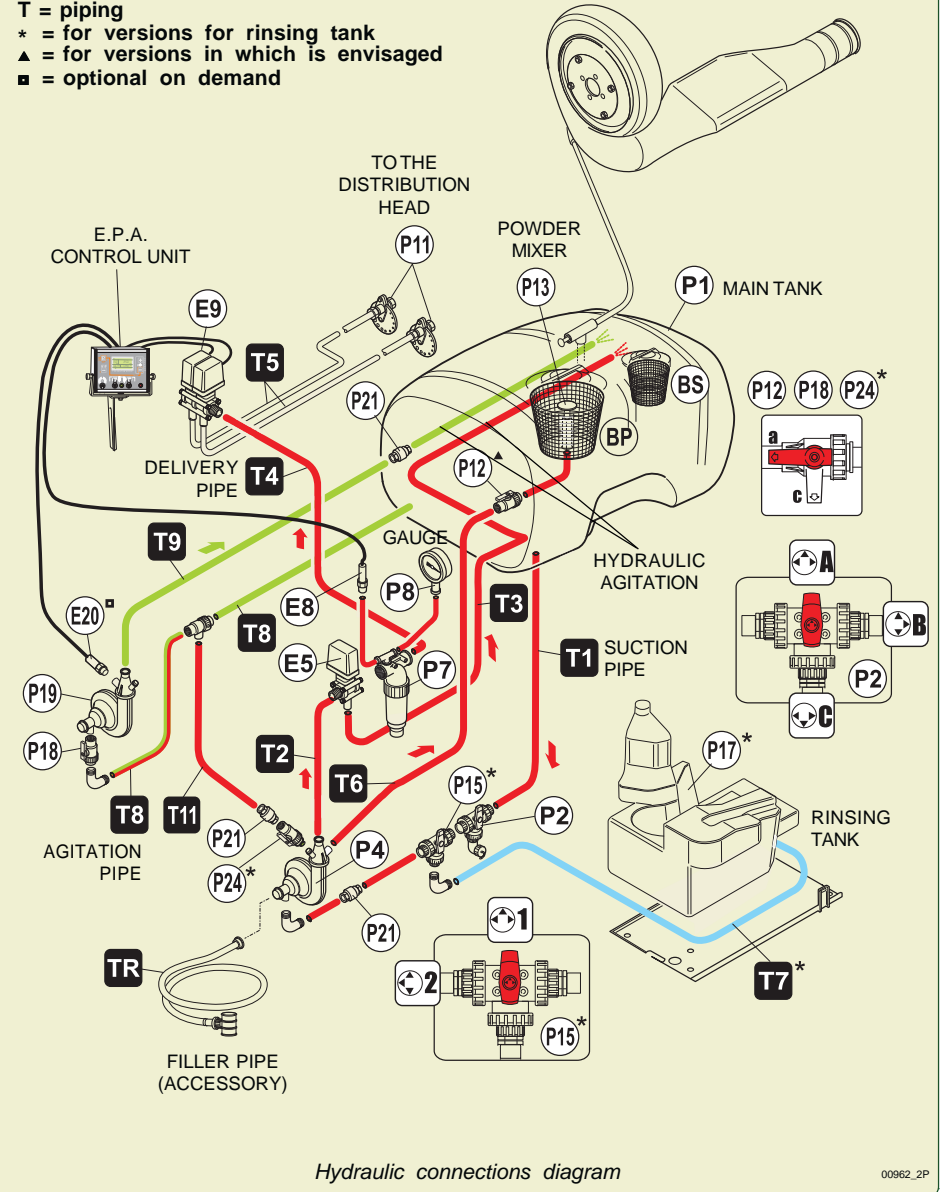 T = piping
* = for versions for rinsing tank
▲ = for versions in which is envisaged
◘ = optional on demand
TO THE
DISTRIBUTION
HEAD
P11
E.P.A.
CONTROL UNIT
E9
POWDER
MIXER
P13
P1 MAIN TANK
T5
P21
BS
BP
P12 P18 P24*
a
c
P12▲
DELIVERY
PIPE
T4
T9
GAUGE
HYDRAULIC
AGITATION
A
B
C
P2
E20◘
E8
P8
T3
T8
E5
P7
T1
SUCTION
PIPE
P19
P18
T2
T6
P17*
P15*
P2
RINSING
TANK
T8
T11
P21
P4
AGITATION
PIPE
P24*
P21
1
2
P15*
T7*
TR
FILLER PIPE
(ACCESSORY)
Hydraulic connections diagram
00962_2P